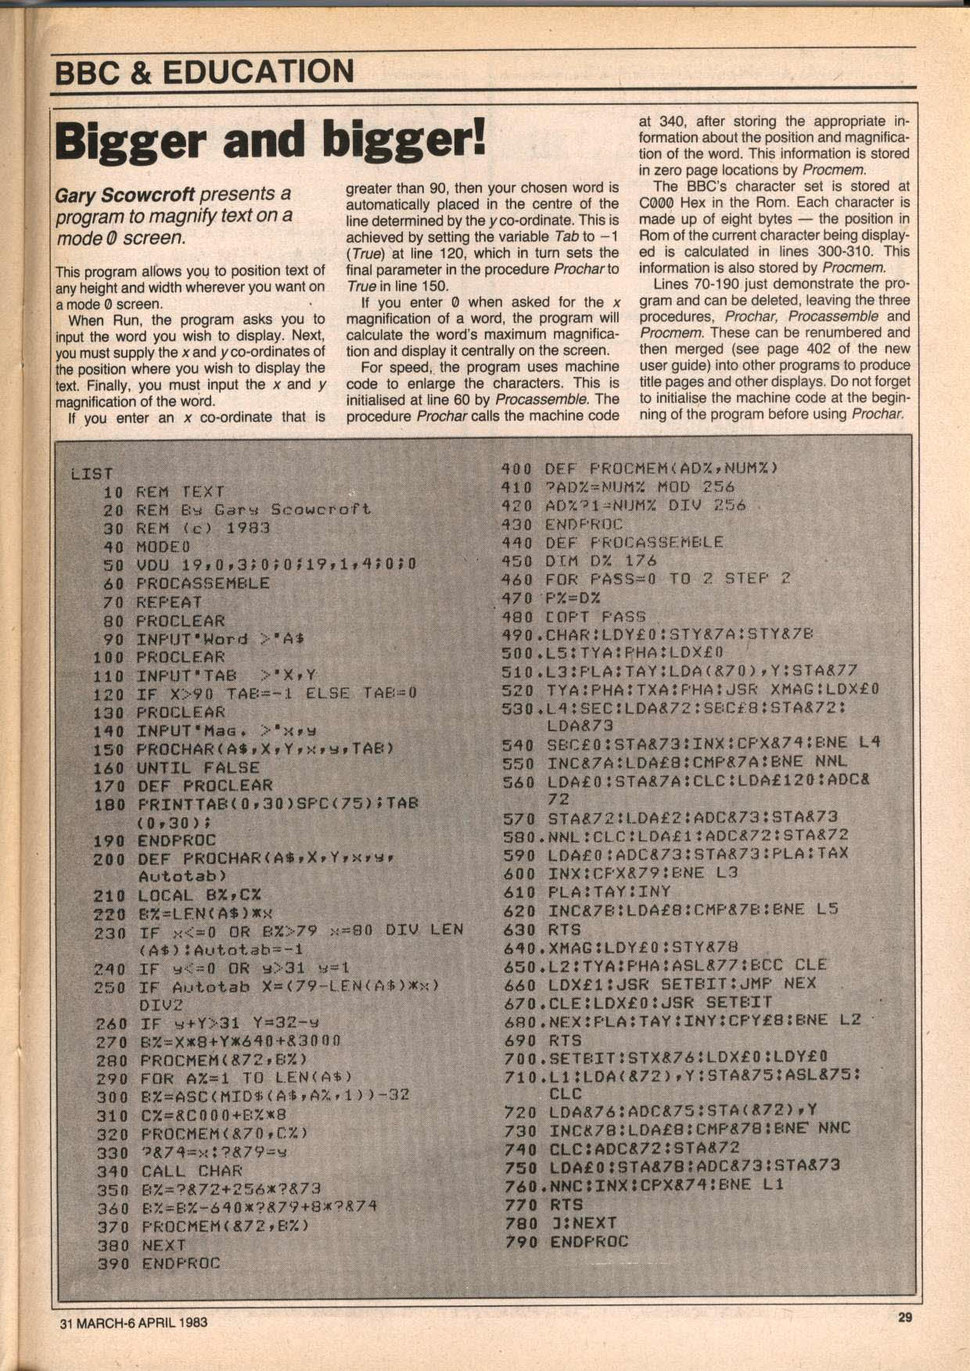 BBC & EDUCATION
Bigger and bigger!
Gary Scowcroft presents a
program to magnify text on a
mode 0 screen.
This program allows you to position text of
any height and width wherever you want on
a mode 0 screen.
When Run, the program asks you to
input the word you wish to display. Next,
you must supply the x and y co-ordinates of
the position where you wish to display the
text. Finally, you must input the x and y
magnification of the word.
If you enter an x co-ordinate that is
greater than 90, then your chosen word is
automatically placed in the centre of the
line determined by the y co-ordinate. This is
achieved by setting the variable Tab to −1
(True) at line 120, which in turn sets the
final parameter in the procedure Prochar to
True in line 150.
If you enter 0 when asked for the x
magnification of a word, the program will
calculate the word's maximum magnifica-
tion and display it centrally on the screen.
For speed, the program uses machine
code to enlarge the characters. This is
initialised at line 60 by Procassemble. The
procedure Prochar calls the machine code
at 340, after storing the appropriate in-
formation about the position and magnifica-
tion of the word. This information is stored
in zero page locations by Procmem.
The BBC's character set is stored at
C000 Hex in the Rom. Each character is
made up of eight bytes — the position in
Rom of the current character being display-
ed is calculated in lines 300-310. This
information is also stored by Procmem.
Lines 70-190 just demonstrate the pro-
gram and can be deleted, leaving the three
procedures, Prochar, Procassemble and
Procmem. These can be renumbered and
then merged (see page 402 of the new
user guide) into other programs to produce
title pages and other displays. Do not forget
to initialise the machine code at the begin-
ning of the program before using Prochar.
LIST
10 REM TEXT
20 REM By Gary Scowcroft
30 REM (c) 1983
40 MODE0
50 VDU 19,0,3;0;0;19,1,4;0;0
60 PROCASSEMBLE
70 REPEAT
80 PROCLEAR
90 INPUT"Word >"A$
100 PROCLEAR
110 INPUT"TAB  >"X,Y
120 IF X>90 TAB=-1 ELSE TAB=0
130 PROCLEAR
140 INPUT"Mag. >"x,y
150 PROCHAR(A$,X,Y,x,y,TAB)
160 UNTIL FALSE
170 DEF PROCLEAR
180 PRINTTAB(0,30)SPC(75);TAB
(0,30);
190 ENDPROC
200 DEF PROCHAR(A$,X,Y,x,y,
Autotab)
210 LOCAL B%,C%
220 B%=LEN(A$)*x
230 IF x<=0 OR B%>79 x=80 DIV LEN
(A$):Autotab=-1
240 IF y<=0 OR y>31 y=1
250 IF Autotab X=(79-LEN(A$)*x)
DIV2
260 IF y+Y>31 Y=32-y
270 B%=X*8+Y*640+&3000
280 PROCMEM(&72,B%)
290 FOR A%=1 TO LEN(A$)
300 B%=ASC(MID$(A$,A%,1))-32
310 C%=&C000+B%*8
320 PROCMEM(&70,C%)
330 ?&74=x:?&79=y
340 CALL CHAR
350 B%=?&72+256*?&73
360 B%=B%-640*?&79+8*?&74
370 PROCMEM(&72,B%)
380 NEXT
390 ENDPROC
400 DEF PROCMEM(AD%,NUM%)
410 ?AD%=NUM% MOD 256
420 AD%?1=NUM% DIV 256
430 ENDPROC
440 DEF PROCASSEMBLE
450 DIM D% 176
460 FOR PASS=0 TO 2 STEP 2
470 P%=D%
480 [OPT PASS
490.CHAR:LDY£0:STY&7A:STY&7B
500.L5:TYA:PHA:LDX£0
510.L3:PLA:TAY:LDA(&70),Y:STA&77
520 TYA:PHA:TXA:PHA:JSR XMAG:LDX£0
530.L4:SEC:LDA&72:SBC£8:STA&72:
LDA&73
540 SBC£0:STA&73:INX:CPX&74:BNE L4
550 INC&7A:LDA£8:CMP&7A:BNE NNL
560 LDA£0:STA&7A:CLC:LDA£120:ADC&
72
570 STA&72:LDA£2:ADC&73:STA&73
580.NNL:CLC:LDA£1:ADC&72:STA&72
590 LDA£0:ADC&73:STA&73:PLA:TAX
600 INX:CPX&79:BNE L3
610 PLA:TAY:INY
620 INC&7B:LDA£8:CMP&7B:BNE L5
630 RTS
640.XMAG:LDY£0:STY&78
650.L2:TYA:PHA:ASL&77:BCC CLE
660 LDX£1:JSR SETBIT:JMP NEX
670.CLE:LDX£0:JSR SETBIT
680.NEX:PLA:TAY:INY:CPY£8:BNE L2
690 RTS
700.SETBIT:STX&76:LDX£0:LDY£0
710.L1:LDA(&72),Y:STA&75:ASL&75:
CLC
720 LDA&76:ADC&75:STA(&72),Y
730 INC&78:LDA£8:CMP&78:BNE NNC
740 CLC:ADC&72:STA&72
750 LDA£0:STA&78:ADC&73:STA&73
760.NNC:INX:CPX&74:BNE L1
770 RTS
780 ]:NEXT
790 ENDPROC
31 MARCH-6 APRIL 1983
29